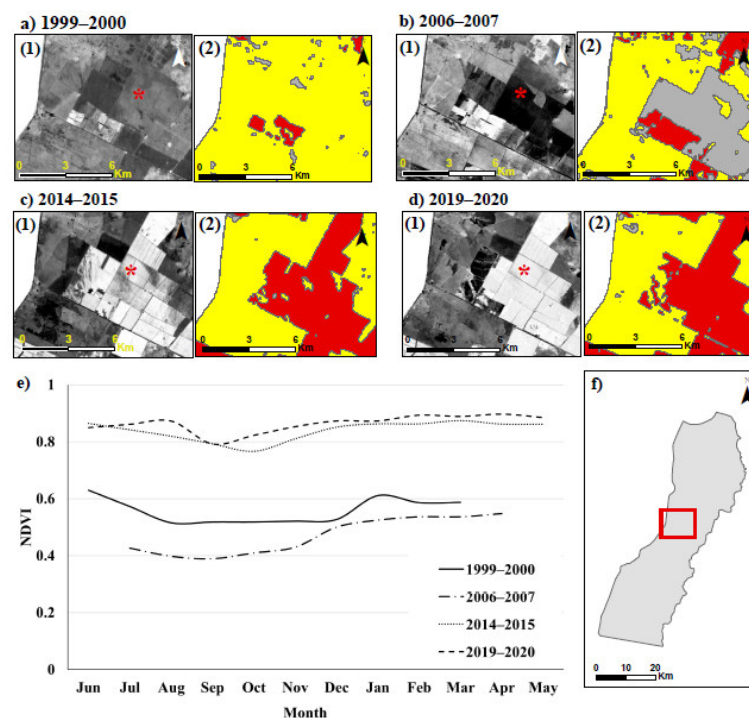 a) 1999–2000
b) 2006–2007
(1)
(2)
(1)
(2)
*
*
0 3 6
Km
0 3 6
Km
0 3 6
Km
0 3 6
Km
c) 2014–2015
d) 2019–2020
(1)
(2)
(1)
(2)
*
*
0 3 6
Km
0 3 6
Km
0 3 6
Km
0 3 6
Km
e)
1
0.8
0.6
0.4
0.2
0
NDVI
1999–2000
2006–2007
2014–2015
2019–2020
Jun Jul Aug Sep Oct Nov Dec Jan Feb Mar Apr May
Month
f)
N
0 10 20
Km